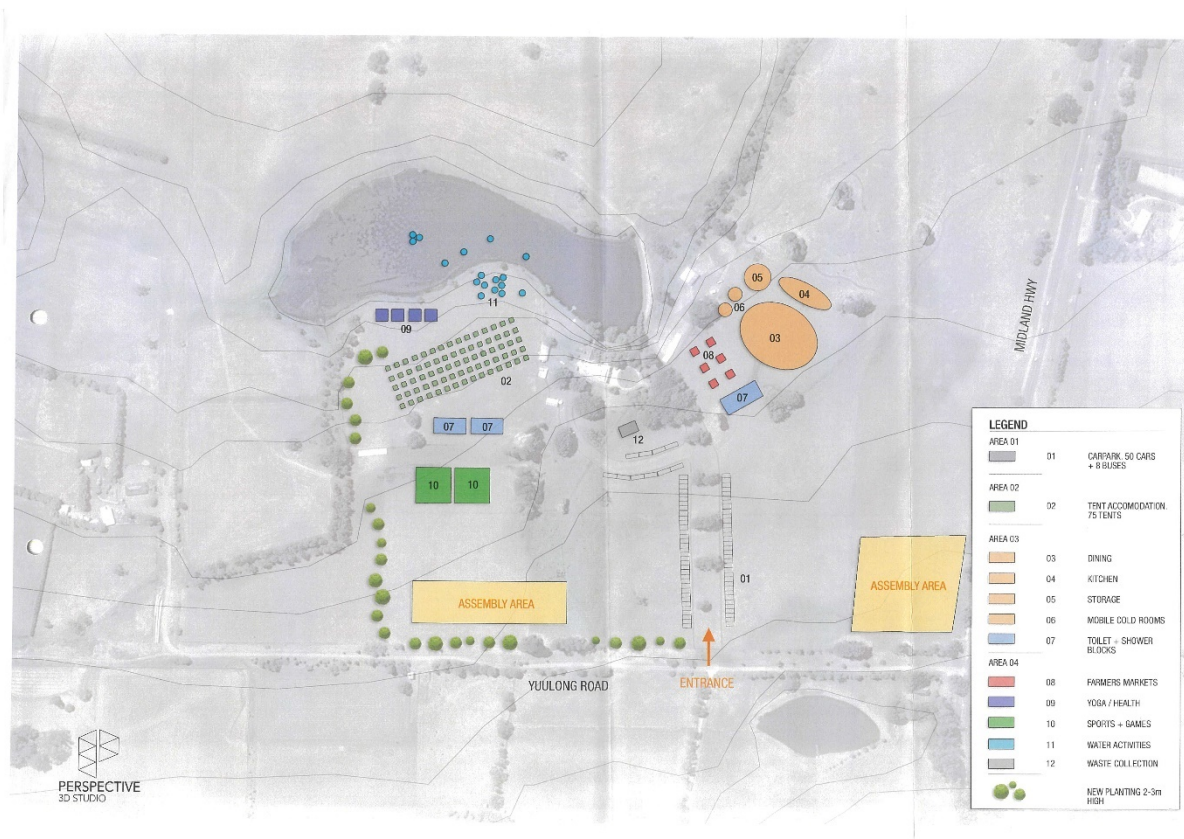 05
04
06
03
11
09
08
02
07
07 07
12
10 10
01
MIDLAND HWY
ASSEMBLY AREA
ASSEMBLY AREA
YUULONG ROAD
ENTRANCE
PERSPECTIVE
3D STUDIO
LEGEND
AREA 01
01 CARPARK. 50 CARS
+ 8 BUSES
AREA 02
02 TENT ACCOMODATION.
75 TENTS
AREA 03
03 DINING
04 KITCHEN
05 STORAGE
06 MOBILE COLD ROOMS
07 TOILET + SHOWER
BLOCKS
AREA 04
08 FARMERS MARKETS
09 YOGA / HEALTH
10 SPORTS + GAMES
11 WATER ACTIVITIES
12 WASTE COLLECTION
NEW PLANTING 2-3m
HIGH